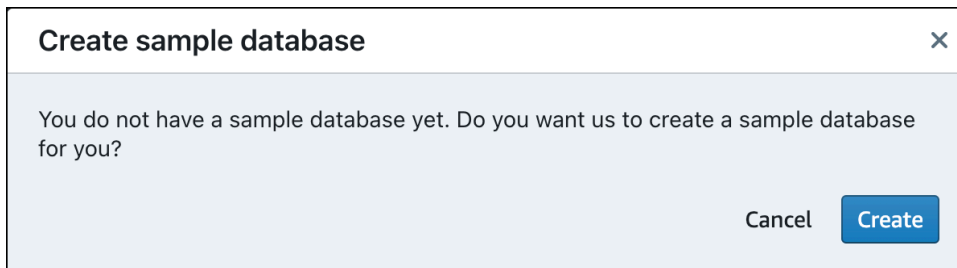 Create sample database
You do not have a sample database yet. Do you want us to create a sample database
for you?
Cancel
Create